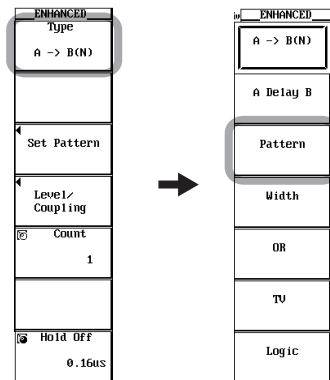 ENHANCED
Type
A -> B(N)
Set Pattern
Level/
Coupling
Count
1
Hold Off
0.16us
ENHANCED
A -> B(N)
A Delay B
Pattern
Width
OR
TV
Logic